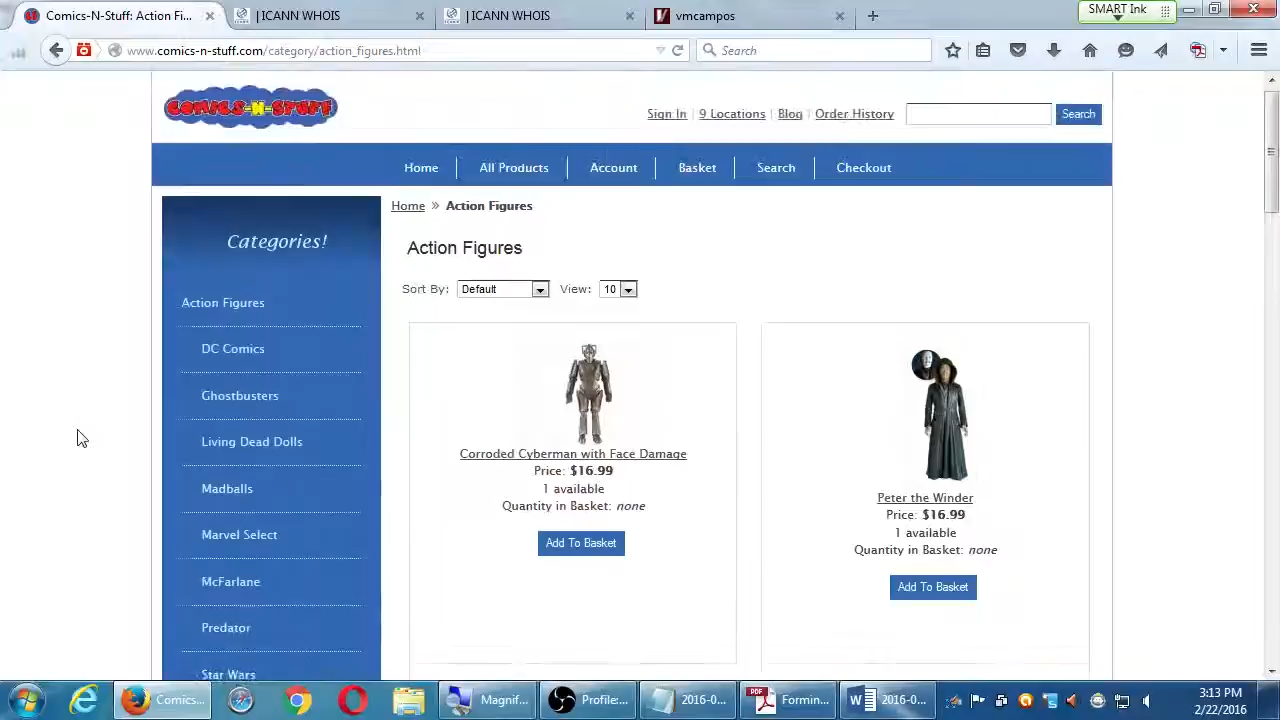 Comics-N-Stuff: Action Fi...
ICANN WHOIS
ICANN WHOIS
vmcampos
SMART Ink
www.comics-n-stuff.com/category/action_figures.html
Search
COMICS-N-STUFF
Sign In | 9 Locations | Blog | Order History
Search
Home
All Products
Account
Basket
Search
Checkout
Home » Action Figures
Categories!
Action Figures
DC Comics
Ghostbusters
Living Dead Dolls
Madballs
Marvel Select
McFarlane
Predator
Star Wars
Action Figures
Sort By: Default View: 10
Corroded Cyberman with Face Damage
Price: $16.99
1 available
Quantity in Basket: none
Add To Basket
Peter the Winder
Price: $16.99
1 available
Quantity in Basket: none
Add To Basket
Comics...
Magnif...
Profile:...
2016-0...
PDF
Formin...
2016-0...
3:13 PM
2/22/2016